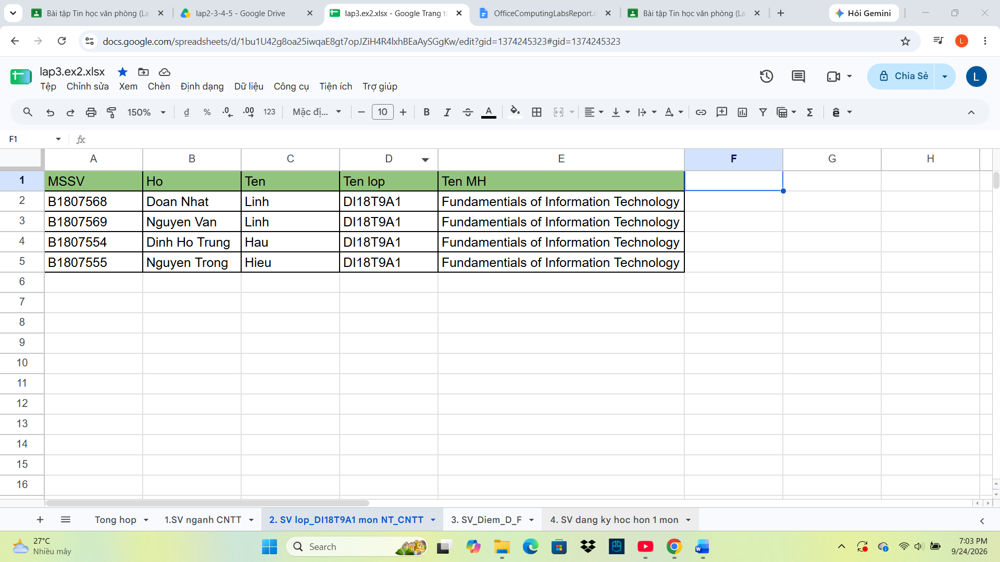 Bài tập Tin học văn phòng (La
lap2-3-4-5 - Google Drive
lap3.ex2.xlsx - Google Trang tí
OfficeComputingLabsReport.d
Bài tập Tin học văn phòng (La
Hỏi Gemini
docs.google.com/spreadsheets/d/1bu1U42g8oa25iwqaE8gt7opJZiH4R4lxhBEaAySGgKw/edit?gid=1374245323#gid=1374245323
L
lap3.ex2.xlsx
Tệp Chỉnh sửa Xem Chèn Định dạng Dữ liệu Công cụ Tiện ích Trợ giúp
Chia Sẻ
L
150% đ % .0 .00 123 Mặc đị... 10 B I S A Σ ê
F1 fx
A B C D E F G H
1 MSSV Ho Ten Ten lop Ten MH
2 B1807568 Doan Nhat Linh DI18T9A1 Fundamentials of Information Technology
3 B1807569 Nguyen Van Linh DI18T9A1 Fundamentials of Information Technology
4 B1807554 Dinh Ho Trung Hau DI18T9A1 Fundamentials of Information Technology
5 B1807555 Nguyen Trong Hieu DI18T9A1 Fundamentials of Information Technology
6
7
8
9
10
11
12
13
14
15
16
Tong hop 1.SV nganh CNTT 2. SV lop_DI18T9A1 mon NT_CNTT 3. SV_Diem_D_F 4. SV dang ky hoc hon 1 mon
27°C
Nhiều mây
Search
7:03 PM
9/24/2026